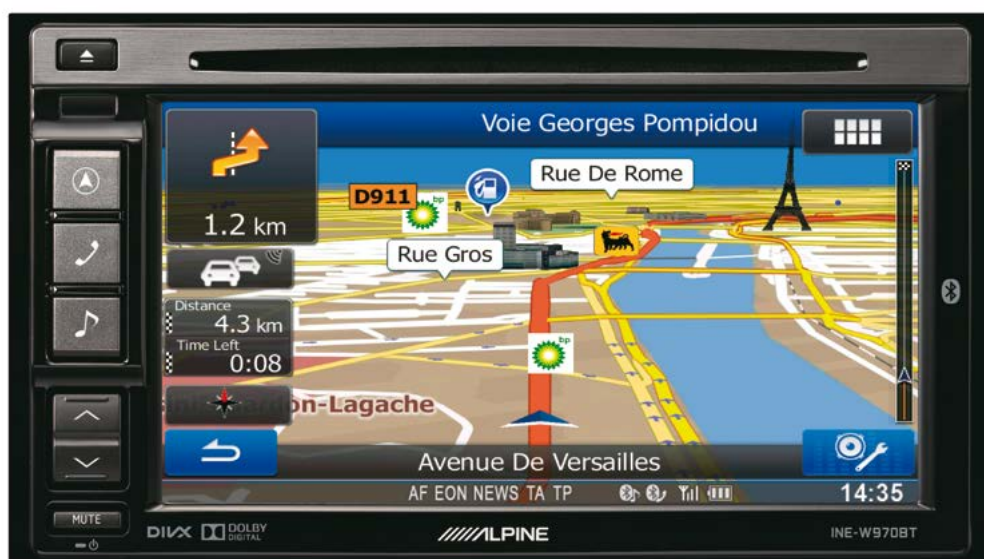 Voie Georges Pompidou
1.2 km
D911
bp
Rue De Rome
Rue Gros
Distance
4.3 km
Time Left
0:08
bp
on-Lagache
Avenue De Versailles
AF EON NEWS TA TP
14:35
MUTE
DIVX DOLBY DIGITAL
ALPINE
INE-W970BT